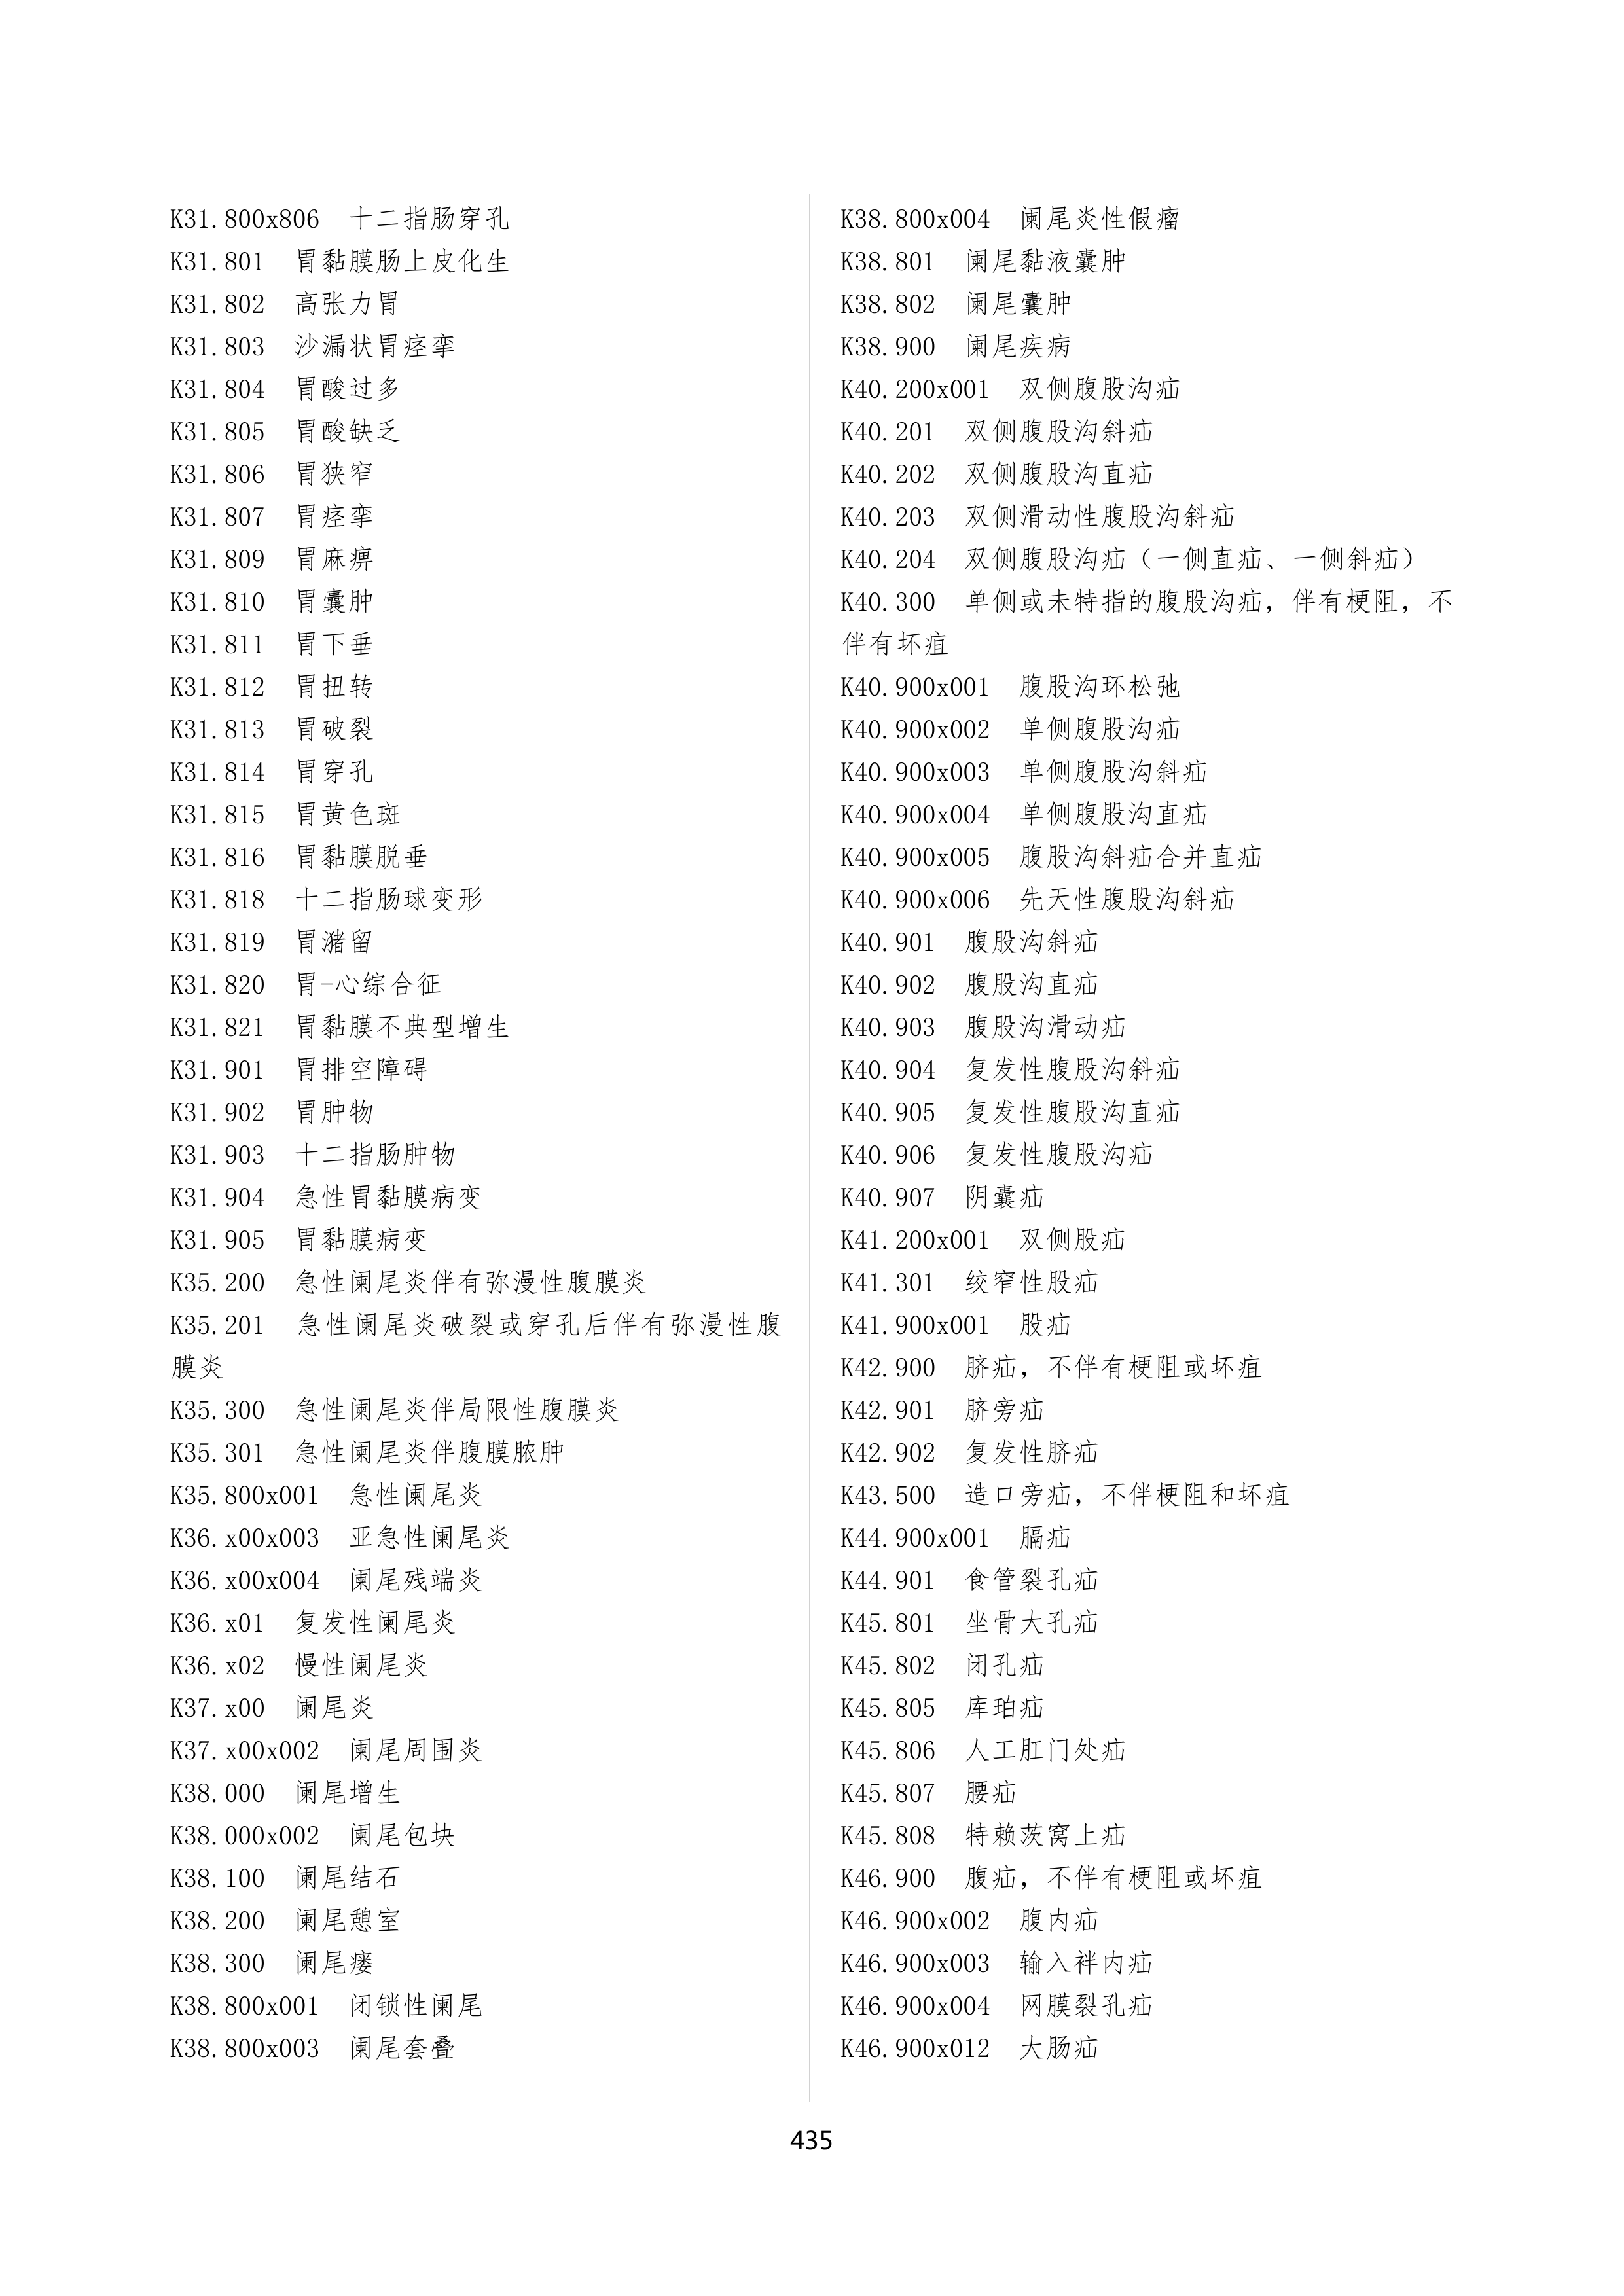 K31.800x806 十二指肠穿孔
K31.801 胃黏膜肠上皮化生
K31.802 高张力胃
K31.803 沙漏状胃痉挛
K31.804 胃酸过多
K31.805 胃酸缺乏
K31.806 胃狭窄
K31.807 胃痉挛
K31.809 胃麻痹
K31.810 胃囊肿
K31.811 胃下垂
K31.812 胃扭转
K31.813 胃破裂
K31.814 胃穿孔
K31.815 胃黄色斑
K31.816 胃黏膜脱垂
K31.818 十二指肠球变形
K31.819 胃潴留
K31.820 胃-心综合征
K31.821 胃黏膜不典型增生
K31.901 胃排空障碍
K31.902 胃肿物
K31.903 十二指肠肿物
K31.904 急性胃黏膜病变
K31.905 胃黏膜病变
K35.200 急性阑尾炎伴有弥漫性腹膜炎
K35.201 急性阑尾炎破裂或穿孔后伴有弥漫性腹
膜炎
K35.300 急性阑尾炎伴局限性腹膜炎
K35.301 急性阑尾炎伴腹膜脓肿
K35.800x001 急性阑尾炎
K36.x00x003 亚急性阑尾炎
K36.x00x004 阑尾残端炎
K36.x01 复发性阑尾炎
K36.x02 慢性阑尾炎
K37.x00 阑尾炎
K37.x00x002 阑尾周围炎
K38.000 阑尾增生
K38.000x002 阑尾包块
K38.100 阑尾结石
K38.200 阑尾憩室
K38.300 阑尾瘘
K38.800x001 闭锁性阑尾
K38.800x003 阑尾套叠
K38.800x004 阑尾炎性假瘤
K38.801 阑尾黏液囊肿
K38.802 阑尾囊肿
K38.900 阑尾疾病
K40.200x001 双侧腹股沟疝
K40.201 双侧腹股沟斜疝
K40.202 双侧腹股沟直疝
K40.203 双侧滑动性腹股沟斜疝
K40.204 双侧腹股沟疝（一侧直疝、一侧斜疝）
K40.300 单侧或未特指的腹股沟疝，伴有梗阻，不
伴有坏疽
K40.900x001 腹股沟环松弛
K40.900x002 单侧腹股沟疝
K40.900x003 单侧腹股沟斜疝
K40.900x004 单侧腹股沟直疝
K40.900x005 腹股沟斜疝合并直疝
K40.900x006 先天性腹股沟斜疝
K40.901 腹股沟斜疝
K40.902 腹股沟直疝
K40.903 腹股沟滑动疝
K40.904 复发性腹股沟斜疝
K40.905 复发性腹股沟直疝
K40.906 复发性腹股沟疝
K40.907 阴囊疝
K41.200x001 双侧股疝
K41.301 绞窄性股疝
K41.900x001 股疝
K42.900 脐疝，不伴有梗阻或坏疽
K42.901 脐旁疝
K42.902 复发性脐疝
K43.500 造口旁疝，不伴梗阻和坏疽
K44.900x001 膈疝
K44.901 食管裂孔疝
K45.801 坐骨大孔疝
K45.802 闭孔疝
K45.805 库珀疝
K45.806 人工肛门处疝
K45.807 腰疝
K45.808 特赖茨窝上疝
K46.900 腹疝，不伴有梗阻或坏疽
K46.900x002 腹内疝
K46.900x003 输入袢内疝
K46.900x004 网膜裂孔疝
K46.900x012 大肠疝
435